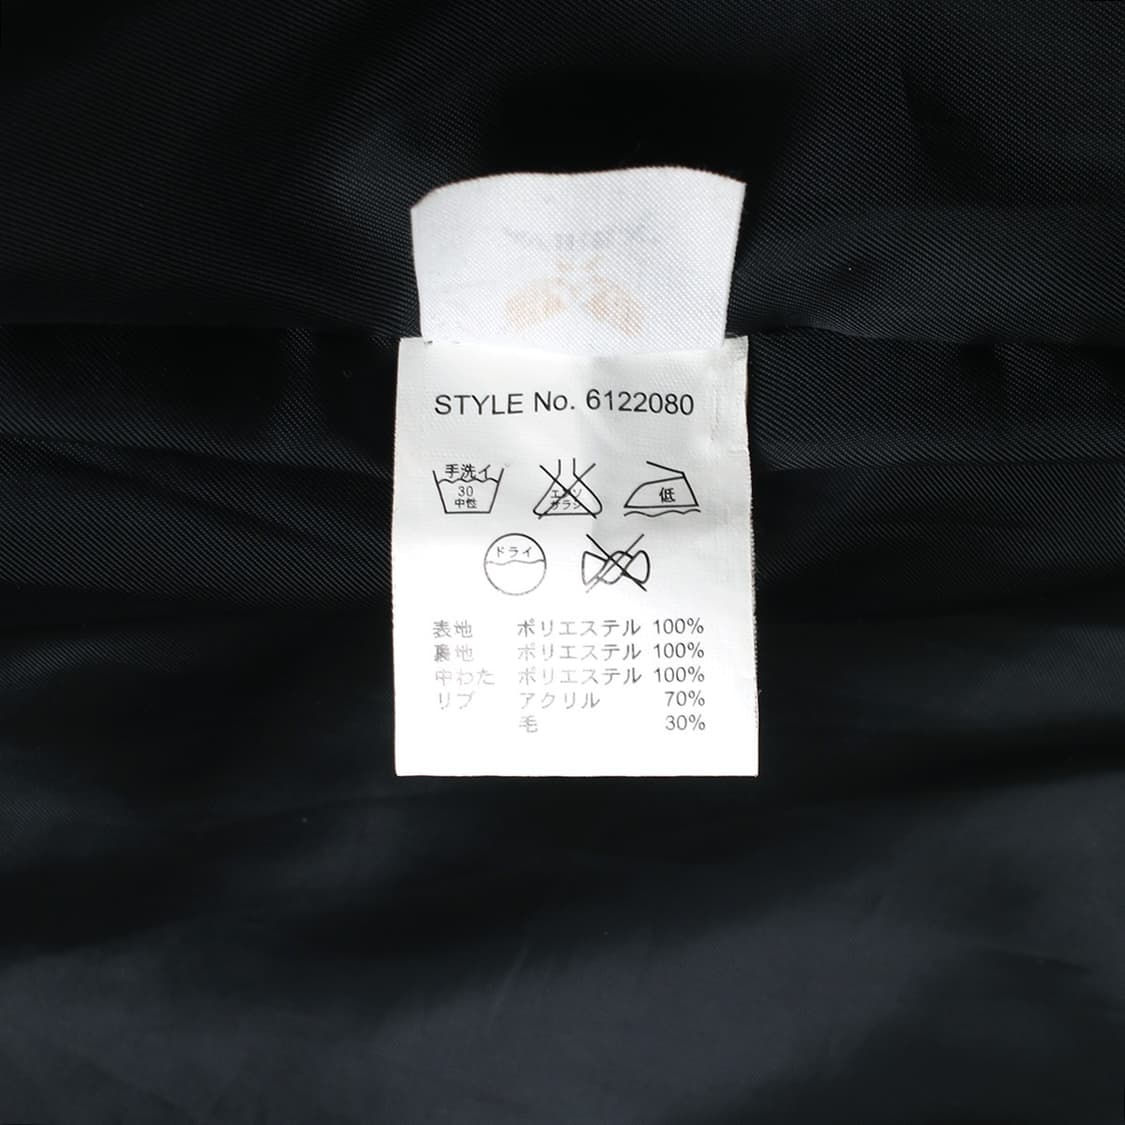 STYLE No. 6122080
手洗イ
30
中性
エンソ
サラシ
低
ドライ
表地 ポリエステル 100%
裏地 ポリエステル 100%
中わた ポリエステル 100%
リブ アクリル 70%
毛 30%